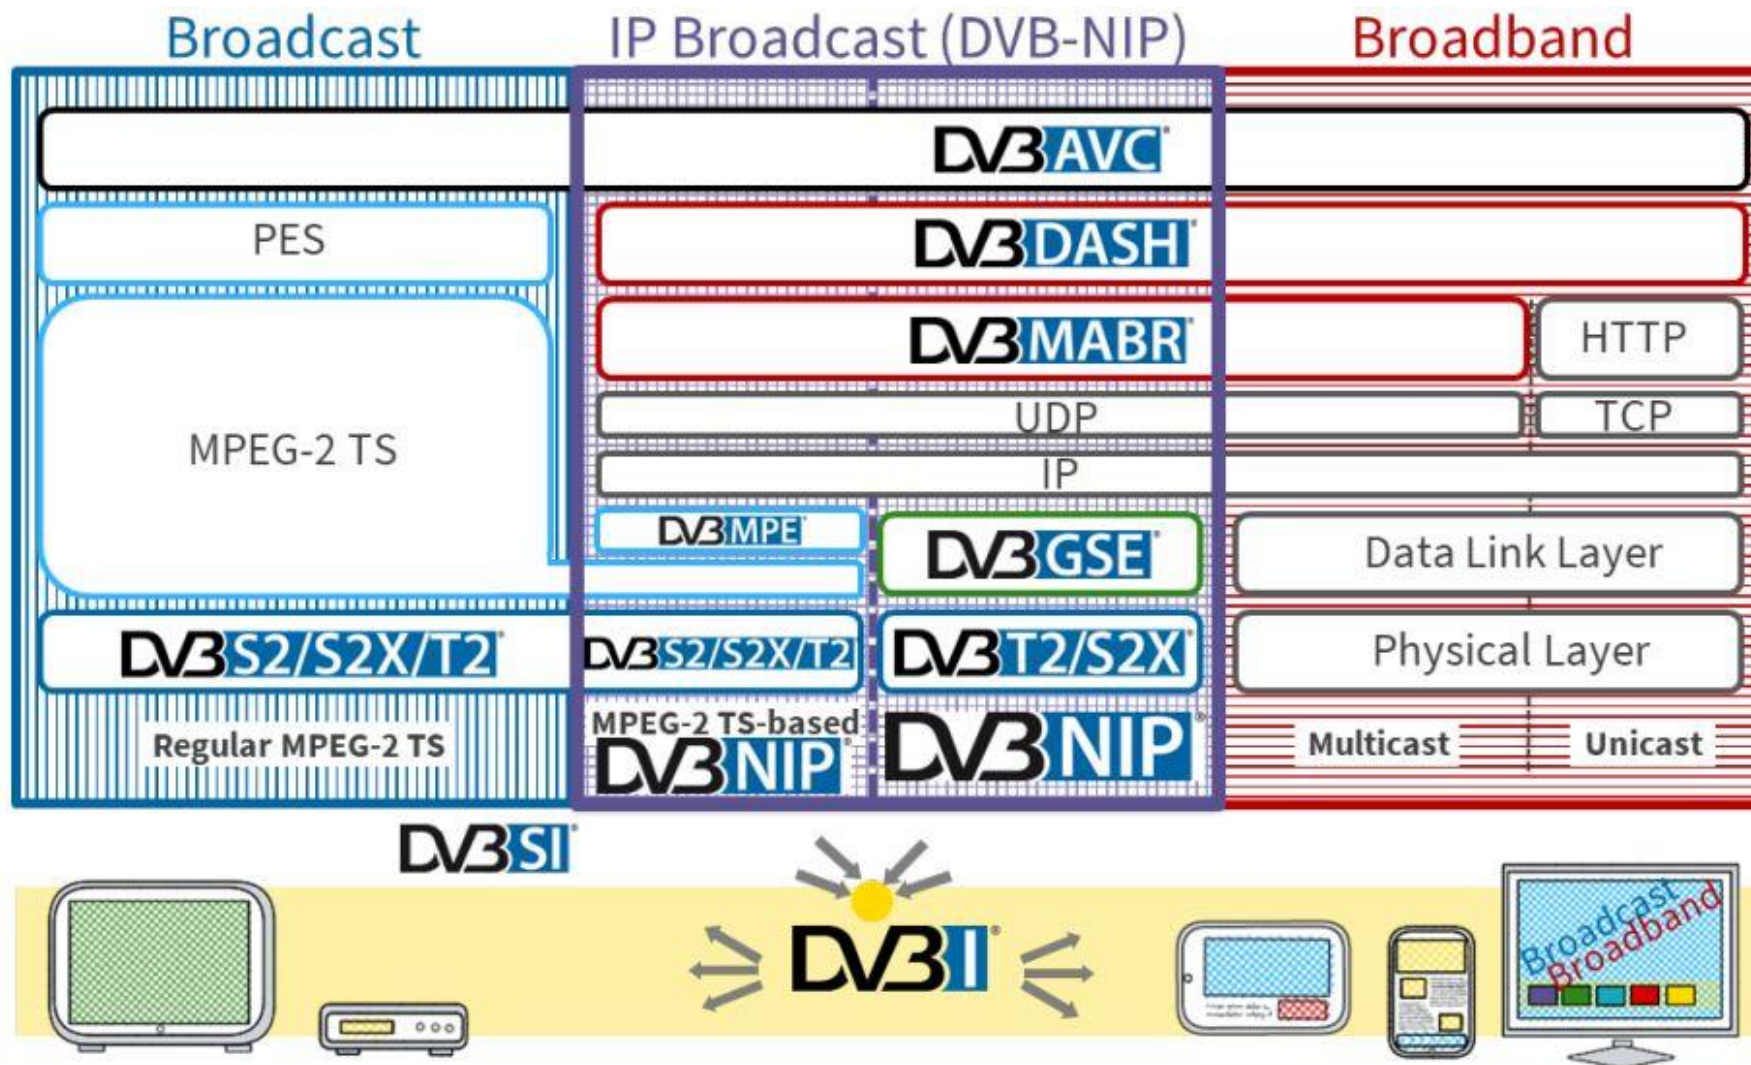 Broadcast
IP Broadcast (DVB-NIP)
Broadband
DVB AVC
PES
DVB DASH
DVB MABR
HTTP
MPEG-2 TS
UDP
TCP
IP
DVB MPE
DVB GSE
Data Link Layer
DVB S2/S2X/T2
DVB S2/S2X/T2
DVB T2/S2X
Physical Layer
Regular MPEG-2 TS
MPEG-2 TS-based
DVB NIP
DVB NIP
Multicast
Unicast
DVB SI
DVB I
Broadcast
Broadband